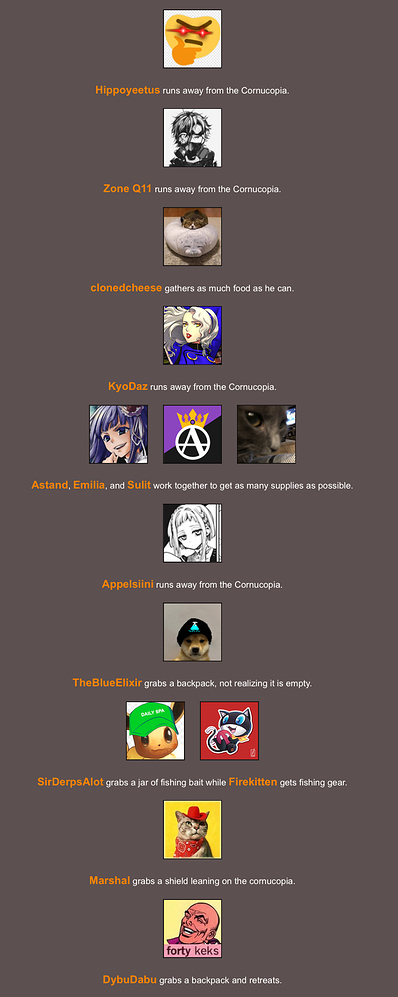 Hippoyeetus runs away from the Cornucopia.
Zone Q11 runs away from the Cornucopia.
clonedcheese gathers as much food as he can.
KyoDaz runs away from the Cornucopia.
Astand, Emilia, and Sulit work together to get as many supplies as possible.
Appelsiini runs away from the Cornucopia.
TheBlueElixir grabs a backpack, not realizing it is empty.
DAILY SPA
SirDerpsAlot grabs a jar of fishing bait while Firekitten gets fishing gear.
Marshal grabs a shield leaning on the cornucopia.
forty keks
DybuDabu grabs a backpack and retreats.